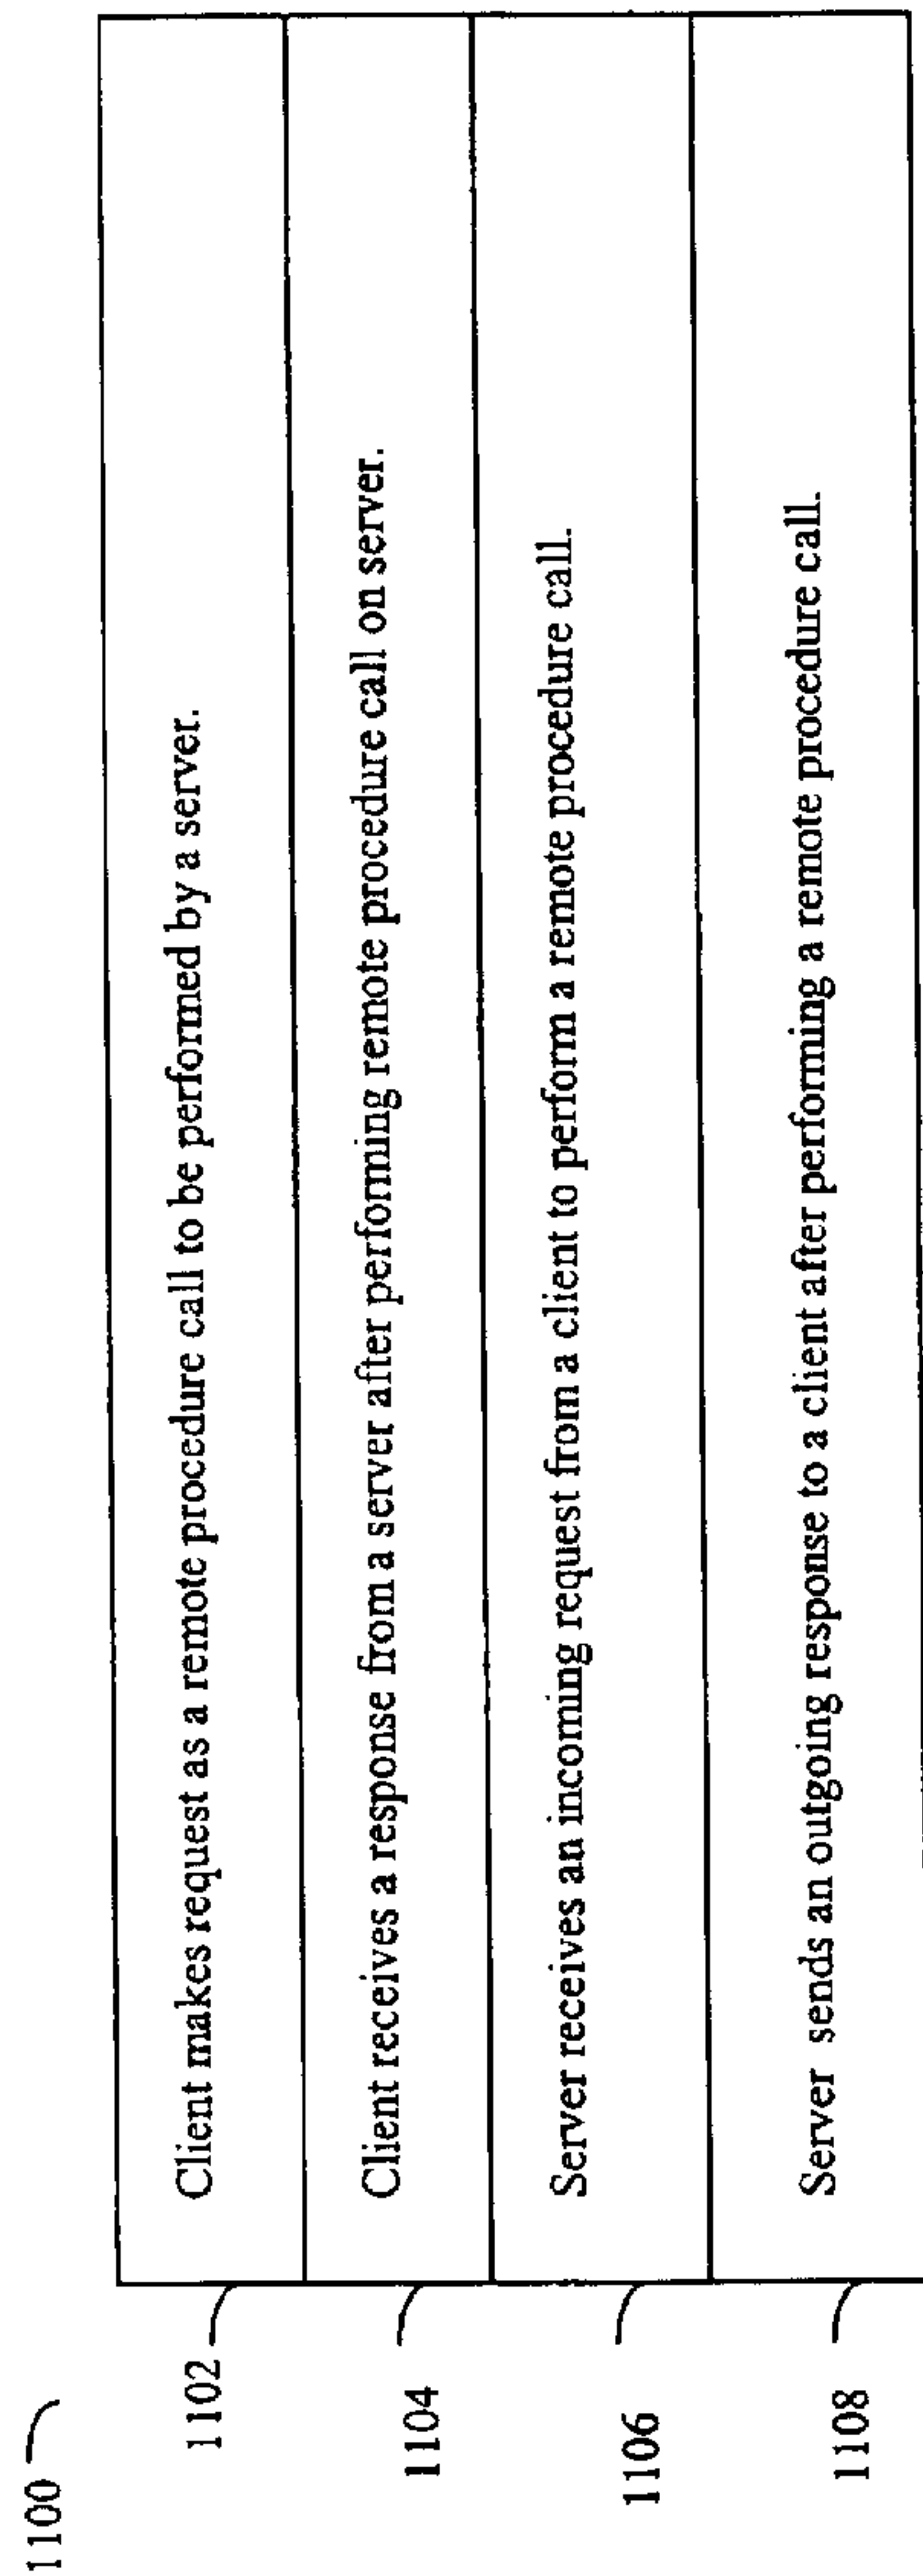 1100
1102 Client makes request as a remote procedure call to be performed by a server.
1104 Client receives a response from a server after performing remote procedure call on server.
1106 Server receives an incoming request from a client to perform a remote procedure call.
1108 Server sends an outgoing response to a client after performing a remote procedure call.